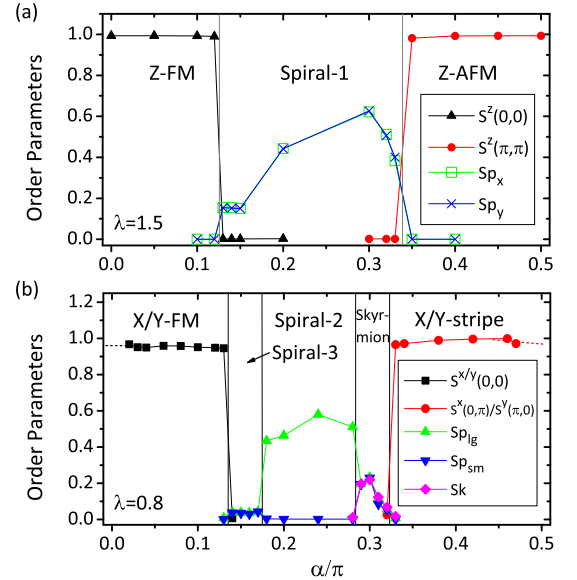 (a)
Order Parameters
1.0
0.8
0.6
0.4
0.2
0.0
Z-FM
Spiral-1
Z-AFM
S^z(0,0)
S^z(π,π)
Sp_x
Sp_y
λ=1.5
0.0 0.1 0.2 0.3 0.4 0.5
(b)
Order Parameters
1.2
1.0
0.8
0.6
0.4
0.2
0.0
X/Y-FM
Spiral-3
Spiral-2
Skyr-
mion
X/Y-stripe
S^x/y(0,0)
S^x(0,π)/S^y(π,0)
Sp_lg
Sp_sm
Sk
λ=0.8
0.0 0.1 0.2 0.3 0.4 0.5
α/π